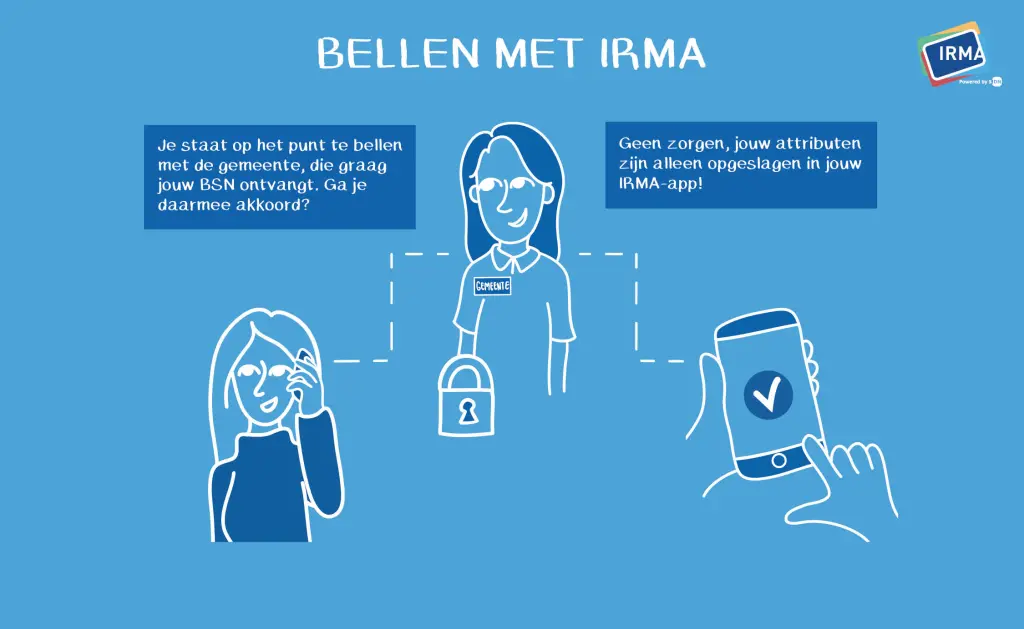 BELLEN MET IRMA
IRMA
Powered by
Je staat op het punt te bellen
met de gemeente, die graag
jouw BSN ontvangt. Ga je
daarmee akkoord?
Geen zorgen, jouw attributen
zijn alleen opgeslagen in jouw
IRMA-app!
GEMEENTE